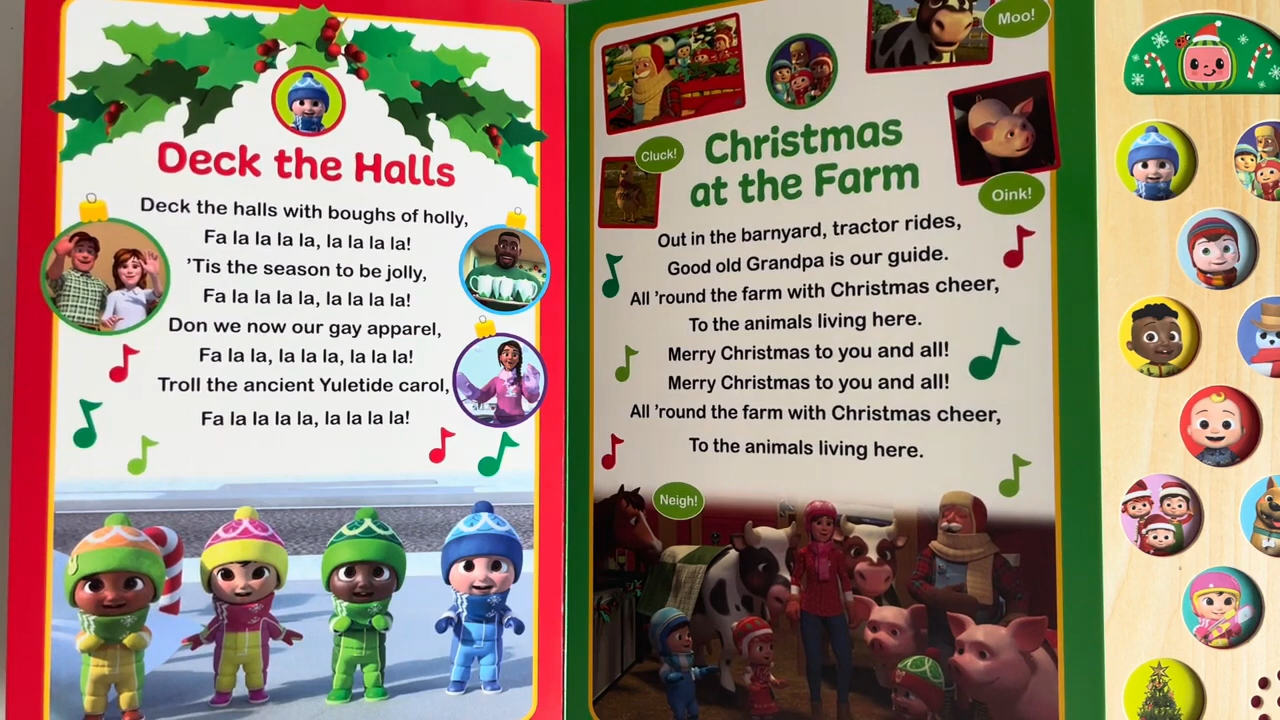 Deck the Halls
Deck the halls with boughs of holly,
Fa la la la la, la la la la!
’Tis the season to be jolly,
Fa la la la la, la la la la!
Don we now our gay apparel,
Fa la la, la la la, la la la!
Troll the ancient Yuletide carol,
Fa la la la la, la la la la!
Moo!
Cluck!
Oink!
Christmas
at the Farm
Out in the barnyard, tractor rides,
Good old Grandpa is our guide.
All ’round the farm with Christmas cheer,
To the animals living here.
Merry Christmas to you and all!
Merry Christmas to you and all!
All ’round the farm with Christmas cheer,
To the animals living here.
Neigh!